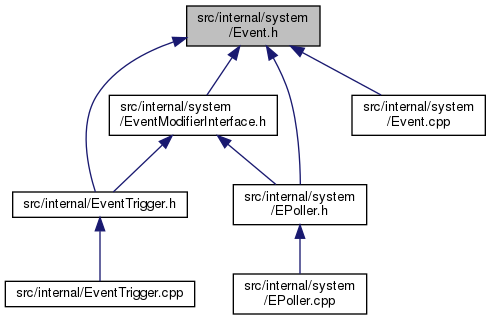 src/internal/system
/Event.h
src/internal/system
/EventModifierInterface.h
src/internal/system
/Event.cpp
src/internal/EventTrigger.h
src/internal/system
/EPoller.h
src/internal/EventTrigger.cpp
src/internal/system
/EPoller.cpp